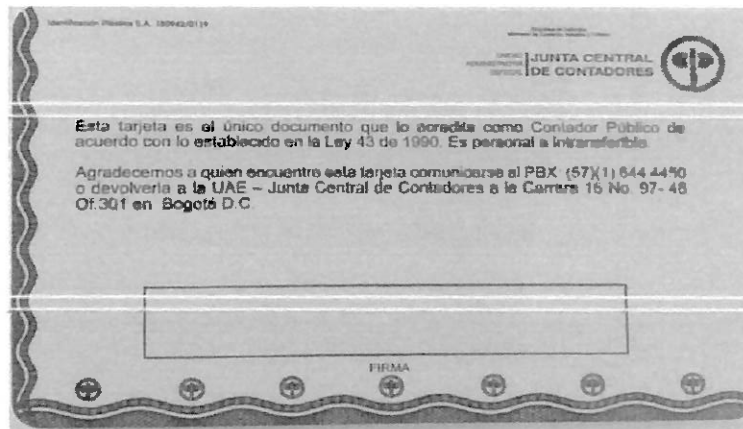 Identificación Plástica S.A.
JUNTA CENTRAL
DE CONTADORES
Esta tarjeta es el único documento que lo acredita como Contador Público de
acuerdo con lo establecido en la Ley 43 de 1990. Es personal e intransferible.
Agradecemos a quien encuentre esta tarjeta comunicarse al PBX: (57)(1) 644 4450
o devolverla a la UAE – Junta Central de Contadores a la Carrera 16 No. 97- 46
Of.301 en Bogotá D.C.
FIRMA